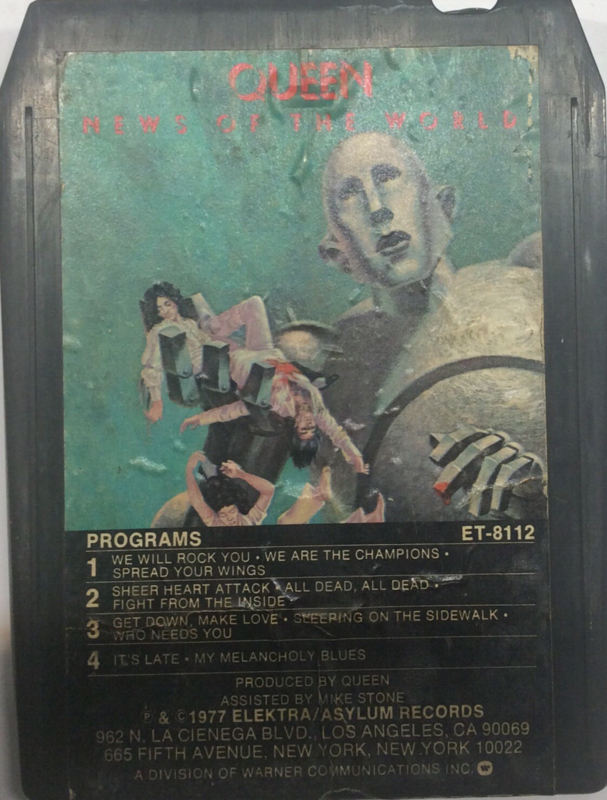 QUEEN
NEWS OF THE WORLD
PROGRAMS ET-8112
1 WE WILL ROCK YOU • WE ARE THE CHAMPIONS •
SPREAD YOUR WINGS
2 SHEER HEART ATTACK • ALL DEAD, ALL DEAD •
FIGHT FROM THE INSIDE
3 GET DOWN, MAKE LOVE • SLEEPING ON THE SIDEWALK •
WHO NEEDS YOU
4 IT'S LATE • MY MELANCHOLY BLUES
PRODUCED BY QUEEN
ASSISTED BY MIKE STONE
℗ & © 1977 ELEKTRA/ASYLUM RECORDS
962 N. LA CIENEGA BLVD., LOS ANGELES, CA 90069
665 FIFTH AVENUE, NEW YORK, NEW YORK 10022
A DIVISION OF WARNER COMMUNICATIONS INC.